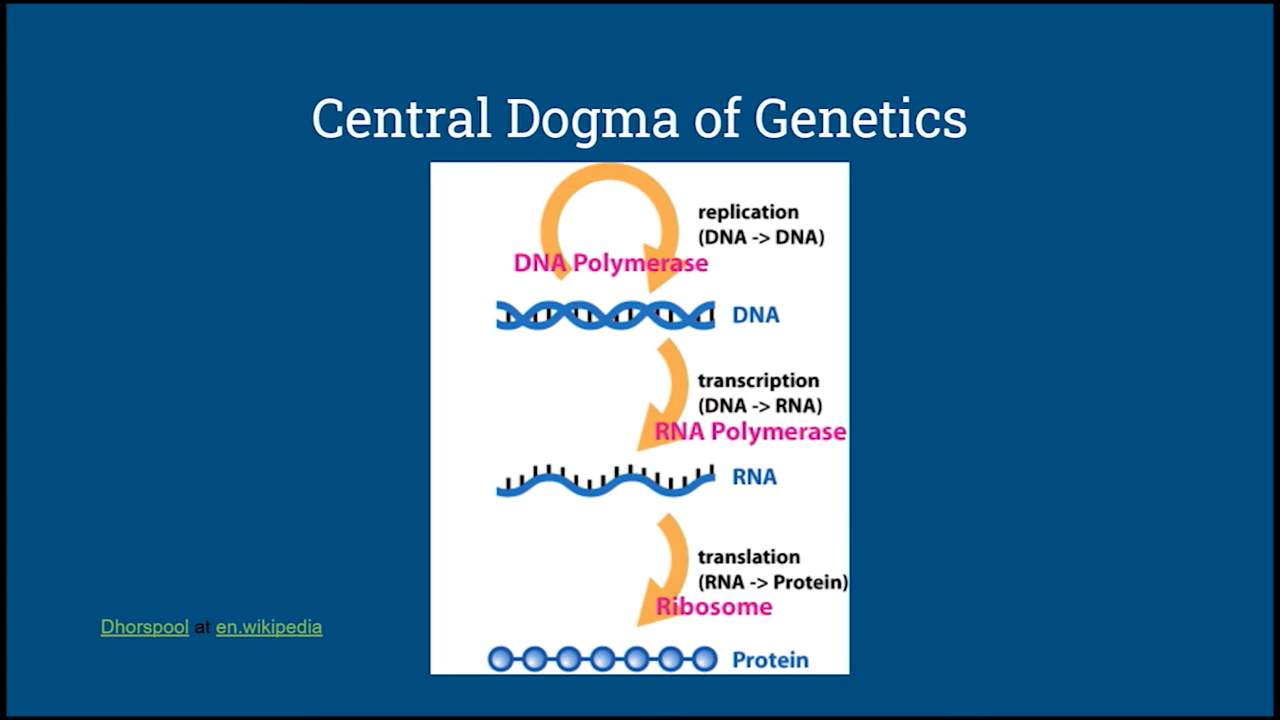 Central Dogma of Genetics
replication
(DNA -> DNA)
DNA Polymerase
DNA
transcription
(DNA -> RNA)
RNA Polymerase
RNA
translation
(RNA -> Protein)
Ribosome
Dhorspool at en.wikipedia
Protein